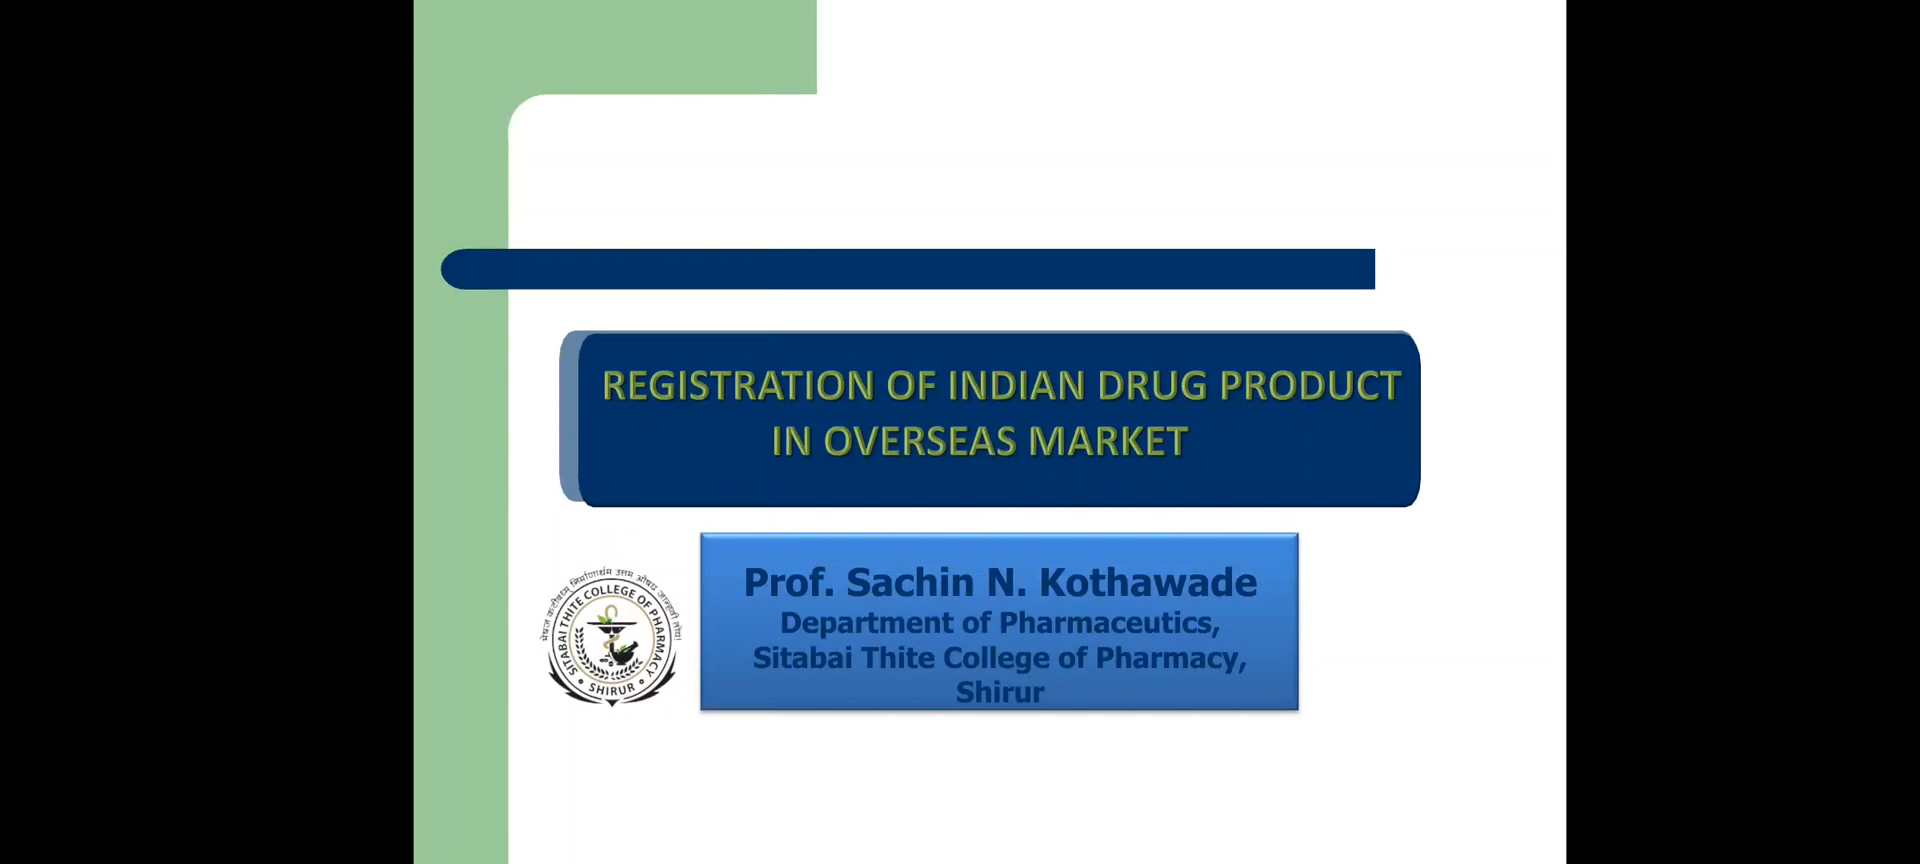 REGISTRATION OF INDIAN DRUG PRODUCT
IN OVERSEAS MARKET
Prof. Sachin N. Kothawade
Department of Pharmaceutics,
Sitabai Thite College of Pharmacy,
Shirur
SITABAI THITE COLLEGE OF PHARMACY
• SHIRUR •